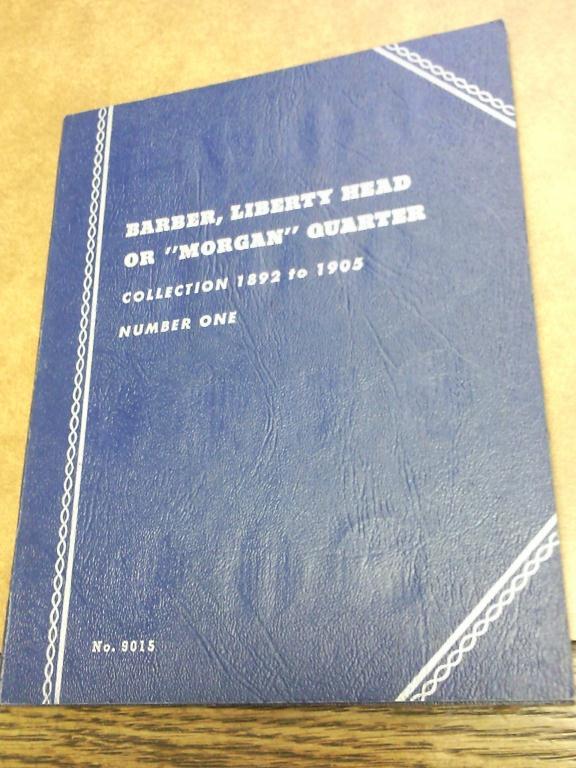 BARBER, LIBERTY HEAD
OR "MORGAN" QUARTER
COLLECTION 1892 to 1905
NUMBER ONE
No. 9015